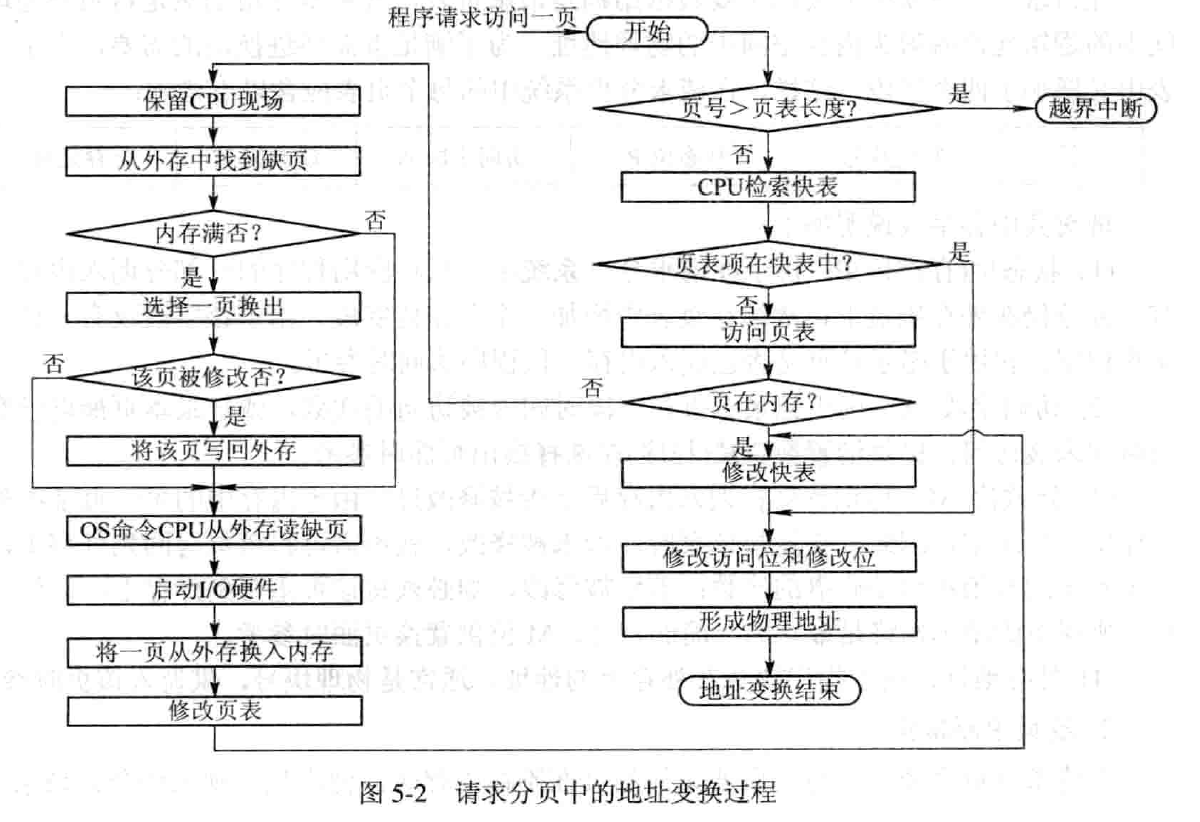 程序请求访问一页
开始
页号＞页表长度?
是
越界中断
否
CPU检索快表
页表项在快表中?
是
否
访问页表
否
页在内存?
是
修改快表
修改访问位和修改位
形成物理地址
地址变换结束
保留CPU现场
从外存中找到缺页
内存满否?
否
是
选择一页换出
否
该页被修改否?
是
将该页写回外存
OS命令CPU从外存读缺页
启动I/O硬件
将一页从外存换入内存
修改页表
图 5-2 请求分页中的地址变换过程